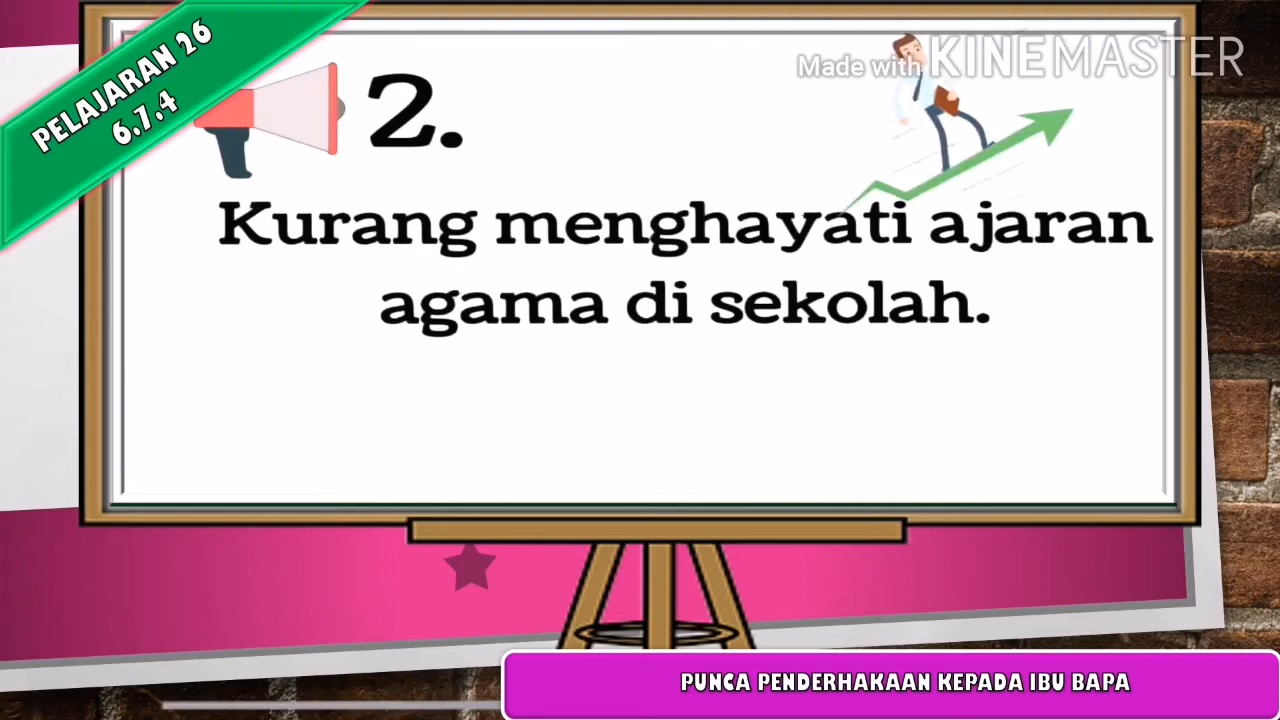 PELAJARAN 26
6.7.4
Made with KINEMASTER
2.
Kurang menghayati ajaran
agama di sekolah.
PUNCA PENDERHAKAAN KEPADA IBU BAPA